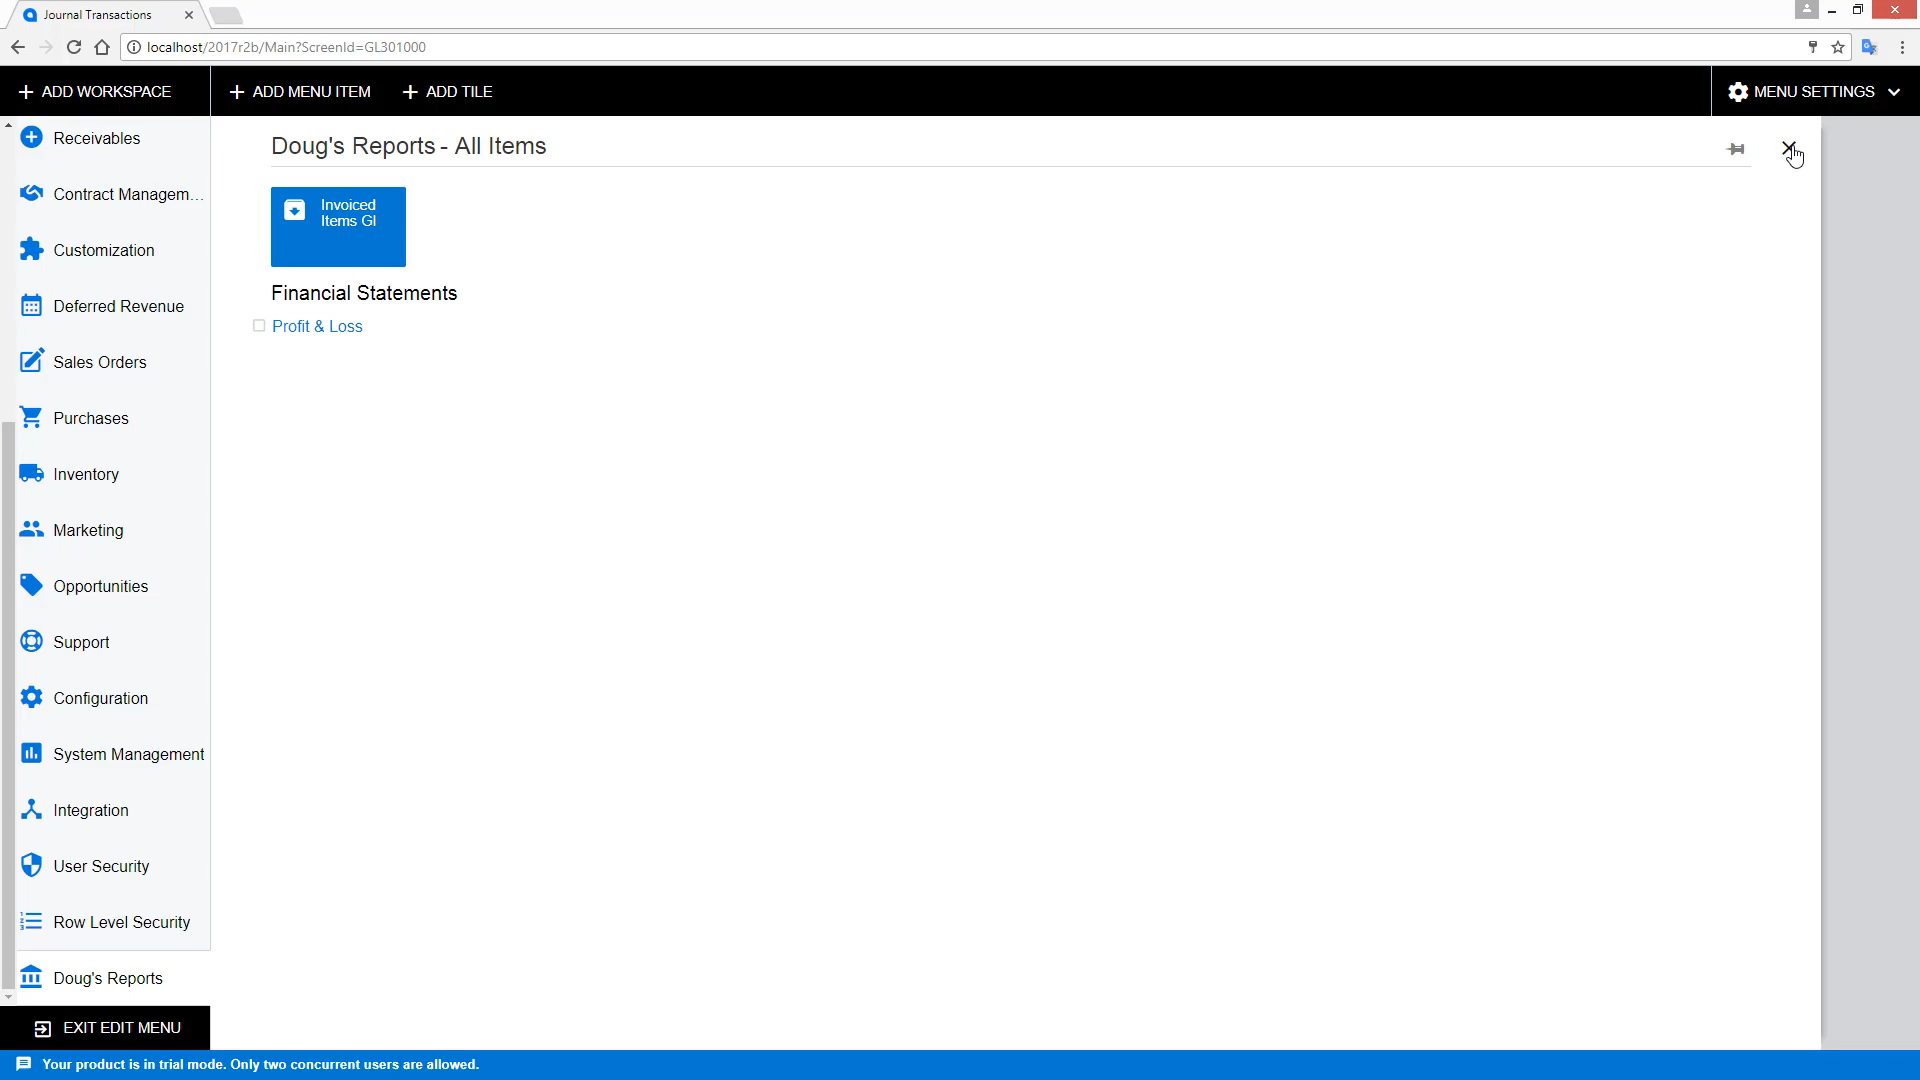 Journal Transactions
localhost/2017r2b/Main?ScreenId=GL301000
ADD WORKSPACE
ADD MENU ITEM
ADD TILE
MENU SETTINGS
Receivables
Contract Managem...
Customization
Deferred Revenue
Sales Orders
Purchases
Inventory
Marketing
Opportunities
Support
Configuration
System Management
Integration
User Security
Row Level Security
Doug's Reports
EXIT EDIT MENU
Doug's Reports - All Items
Invoiced
Items GI
Financial Statements
Profit & Loss
Your product is in trial mode. Only two concurrent users are allowed.